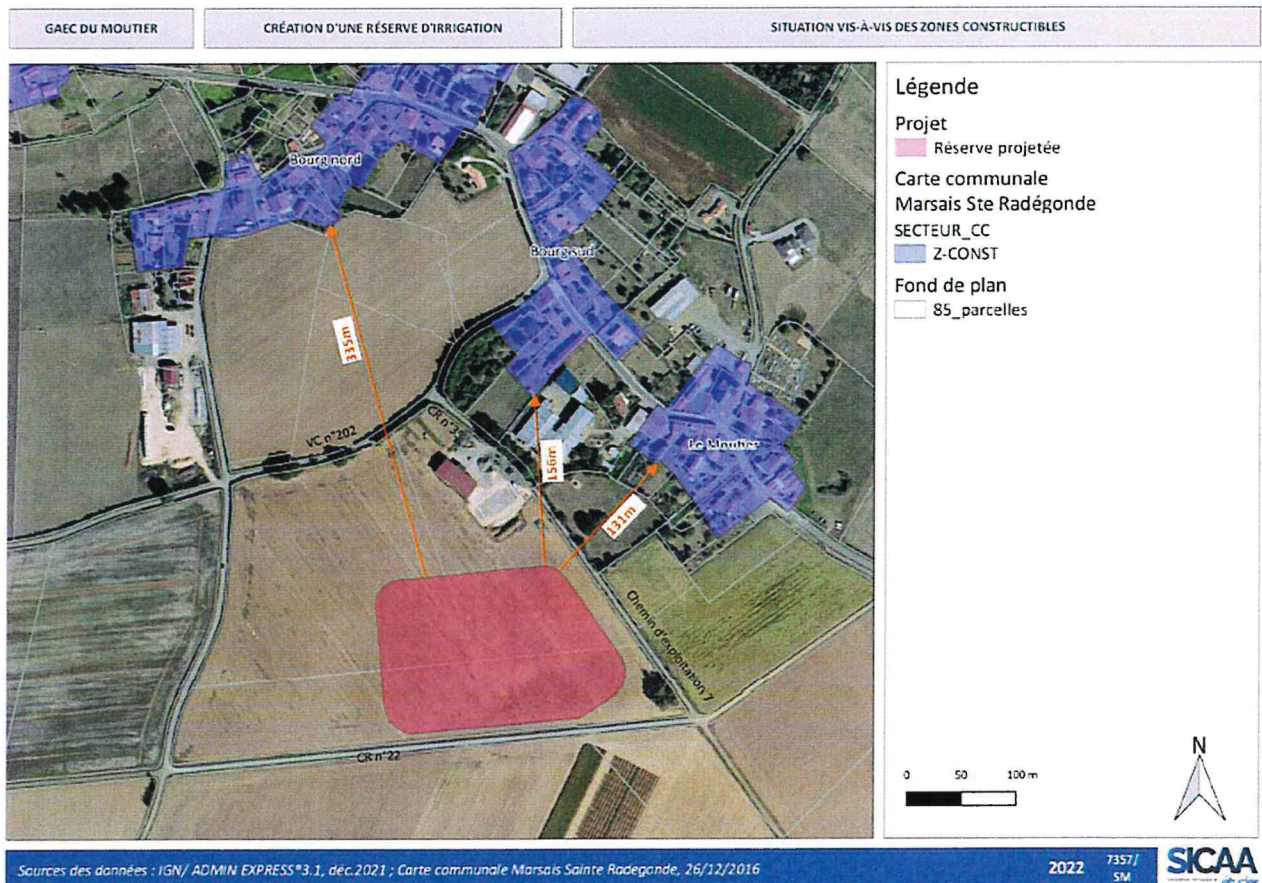 GAEC DU MOUTIER
CRÉATION D'UNE RÉSERVE D'IRRIGATION
SITUATION VIS-À-VIS DES ZONES CONSTRUCTIBLES
Bourg nord
Bourg sud
335m
VC n°202
156m
Le Moutier
131m
Chemin d'exploitation 7
CR n°22
Légende
Projet
Réserve projetée
Carte communale
Marsais Ste Radégonde
SECTEUR_CC
Z-CONST
Fond de plan
85_parcelles
N
0 50 100 m
Sources des données : IGN/ ADMIN EXPRESS®3.1, déc.2021 ; Carte communale Marsais Sainte Radegonde, 26/12/2016
2022
7357/
SM
SICAA